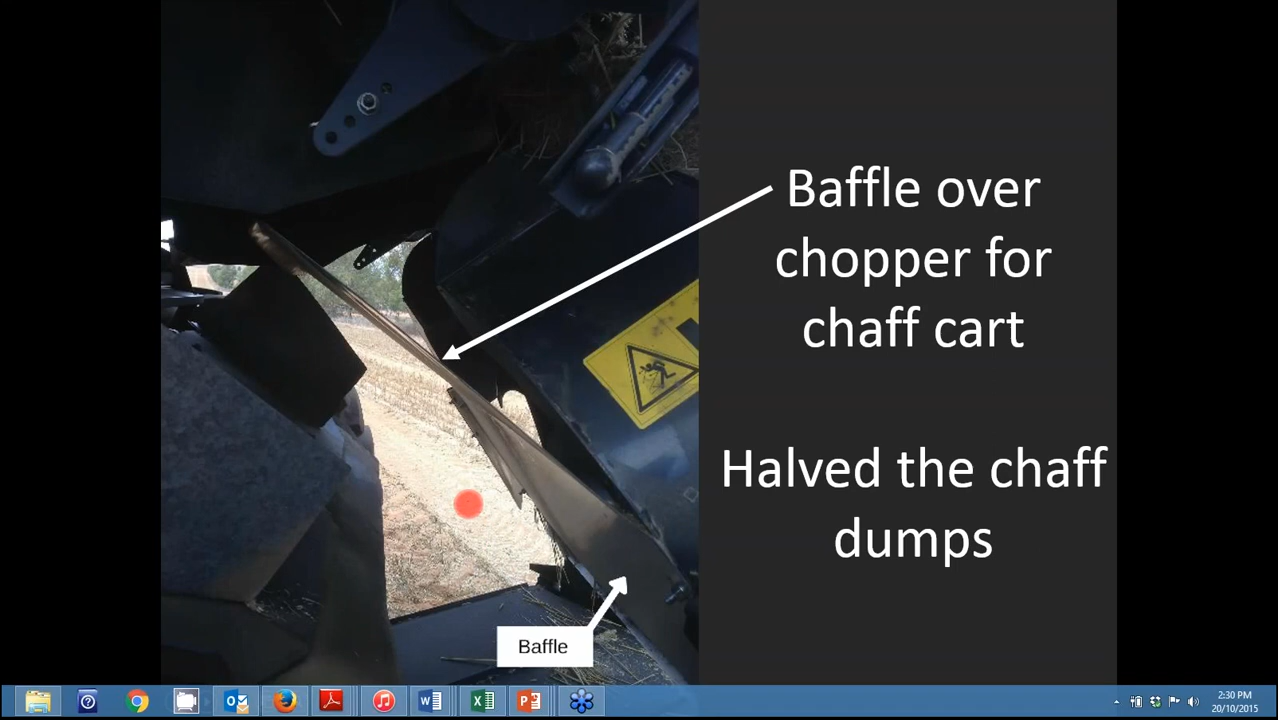 Baffle over
chopper for
chaff cart
Halved the chaff
dumps
Baffle
2:30 PM
20/10/2015